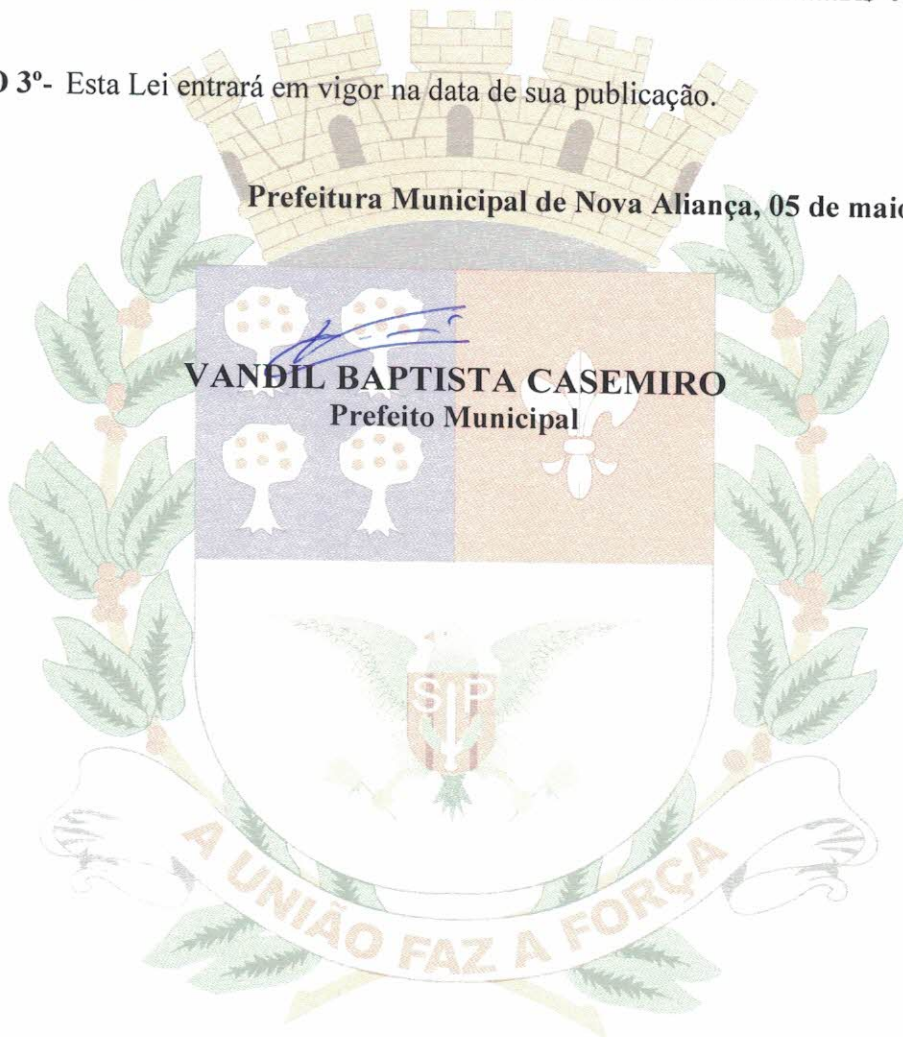 O 3º- Esta Lei entrará em vigor na data de sua publicação.
Prefeitura Municipal de Nova Aliança, 05 de maio
VANDIL BAPTISTA CASEMIRO
Prefeito Municipal
S P
A UNIÃO FAZ A FORÇA